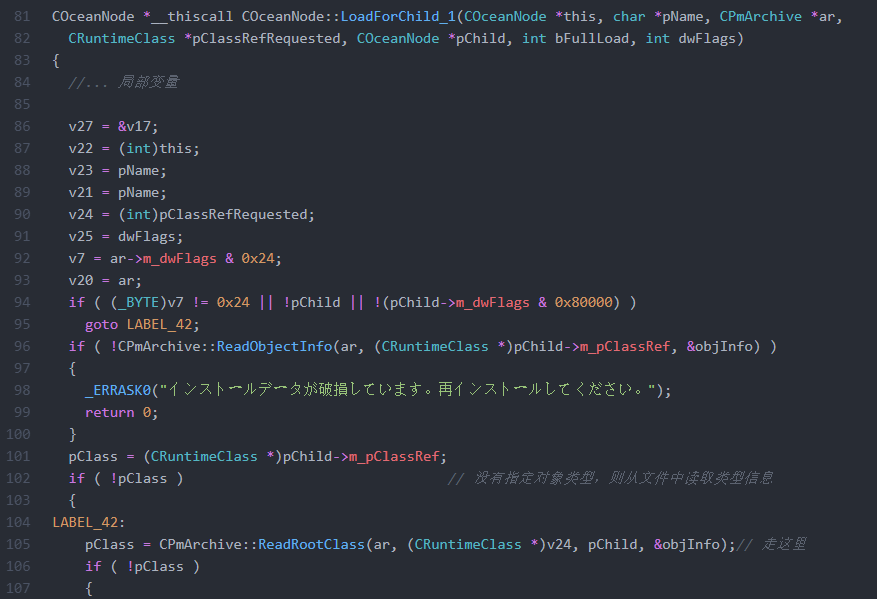 81 COceanNode *__thiscall COceanNode::LoadForChild_1(COceanNode *this, char *pName, CPmArchive *ar,
82 CRuntimeClass *pClassRefRequested, COceanNode *pChild, int bFullLoad, int dwFlags)
83 {
84 //... 局部变量
85
86 v27 = &v17;
87 v22 = (int)this;
88 v23 = pName;
89 v21 = pName;
90 v24 = (int)pClassRefRequested;
91 v25 = dwFlags;
92 v7 = ar->m_dwFlags & 0x24;
93 v20 = ar;
94 if ( (_BYTE)v7 != 0x24 || !pChild || !(pChild->m_dwFlags & 0x80000) )
95 goto LABEL_42;
96 if ( !CPmArchive::ReadObjectInfo(ar, (CRuntimeClass *)pChild->m_pClassRef, &objInfo) )
97 {
98 _ERRASK0("インストールデータが破損しています。再インストールしてください。");
99 return 0;
100 }
101 pClass = (CRuntimeClass *)pChild->m_pClassRef;
102 if ( !pClass ) // 没有指定对象类型，则从文件中读取类型信息
103 {
104 LABEL_42:
105 pClass = CPmArchive::ReadRootClass(ar, (CRuntimeClass *)v24, pChild, &objInfo);// 走这里
106 if ( !pClass )
107 {